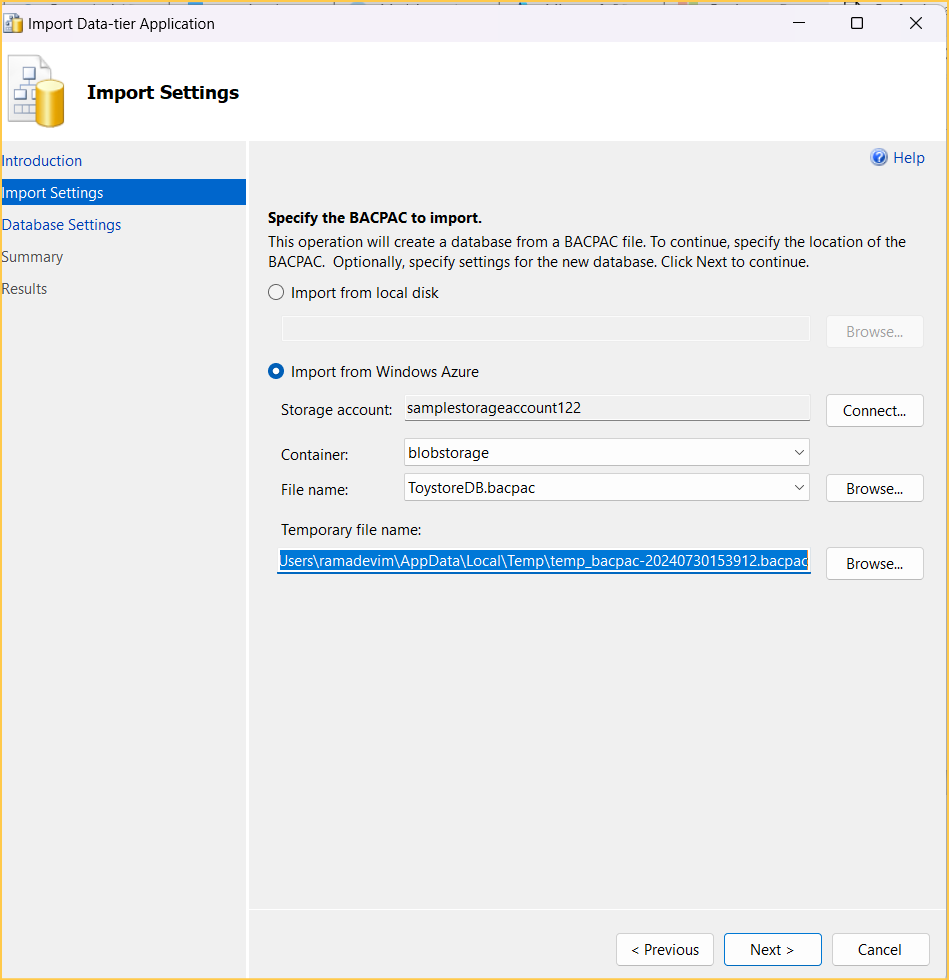 Import Data-tier Application
Import Settings
Introduction
Import Settings
Database Settings
Summary
Results
Help
Specify the BACPAC to import.
This operation will create a database from a BACPAC file. To continue, specify the location of the
BACPAC.  Optionally, specify settings for the new database. Click Next to continue.
Import from local disk
Browse...
Import from Windows Azure
Storage account: samplestorageaccount122 Connect...
Container: blobstorage
File name: ToystoreDB.bacpac Browse...
Temporary file name:
Users\ramadevim\AppData\Local\Temp\temp_bacpac-20240730153912.bacpac Browse...
< Previous Next > Cancel